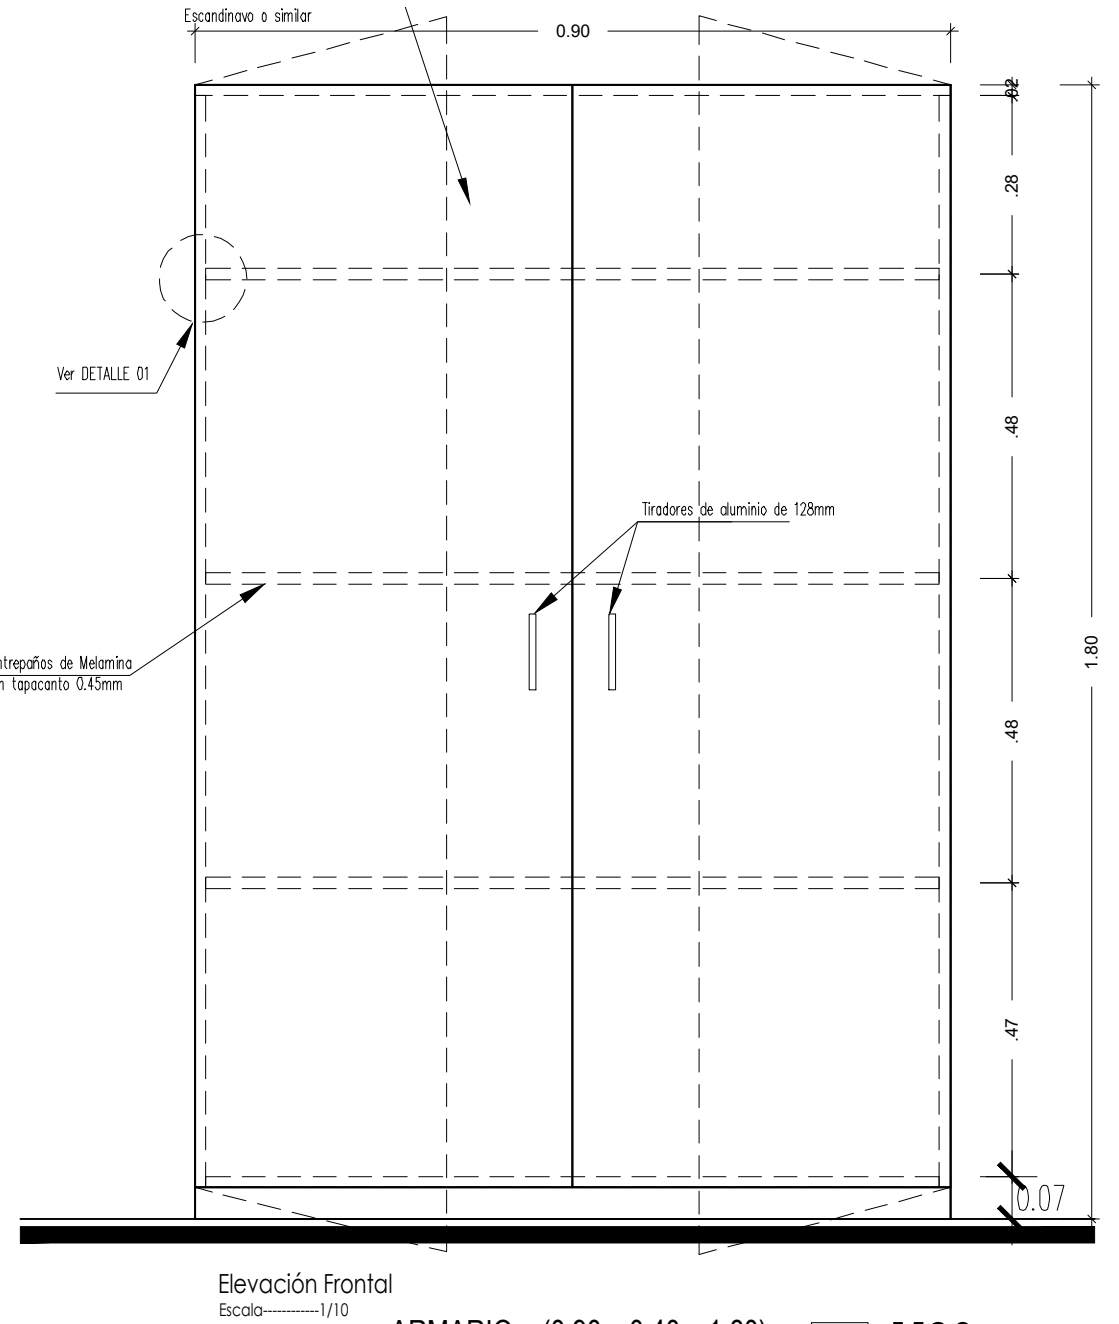 Escandinavo o similar
0.90
.02
.28
Ver DETALLE 01
.48
Tiradores de aluminio de 128mm
1.80
ntrepaños de Melamina
n tapacanto 0.45mm
.48
.47
0.07
Elevación Frontal
Escala------------1/10